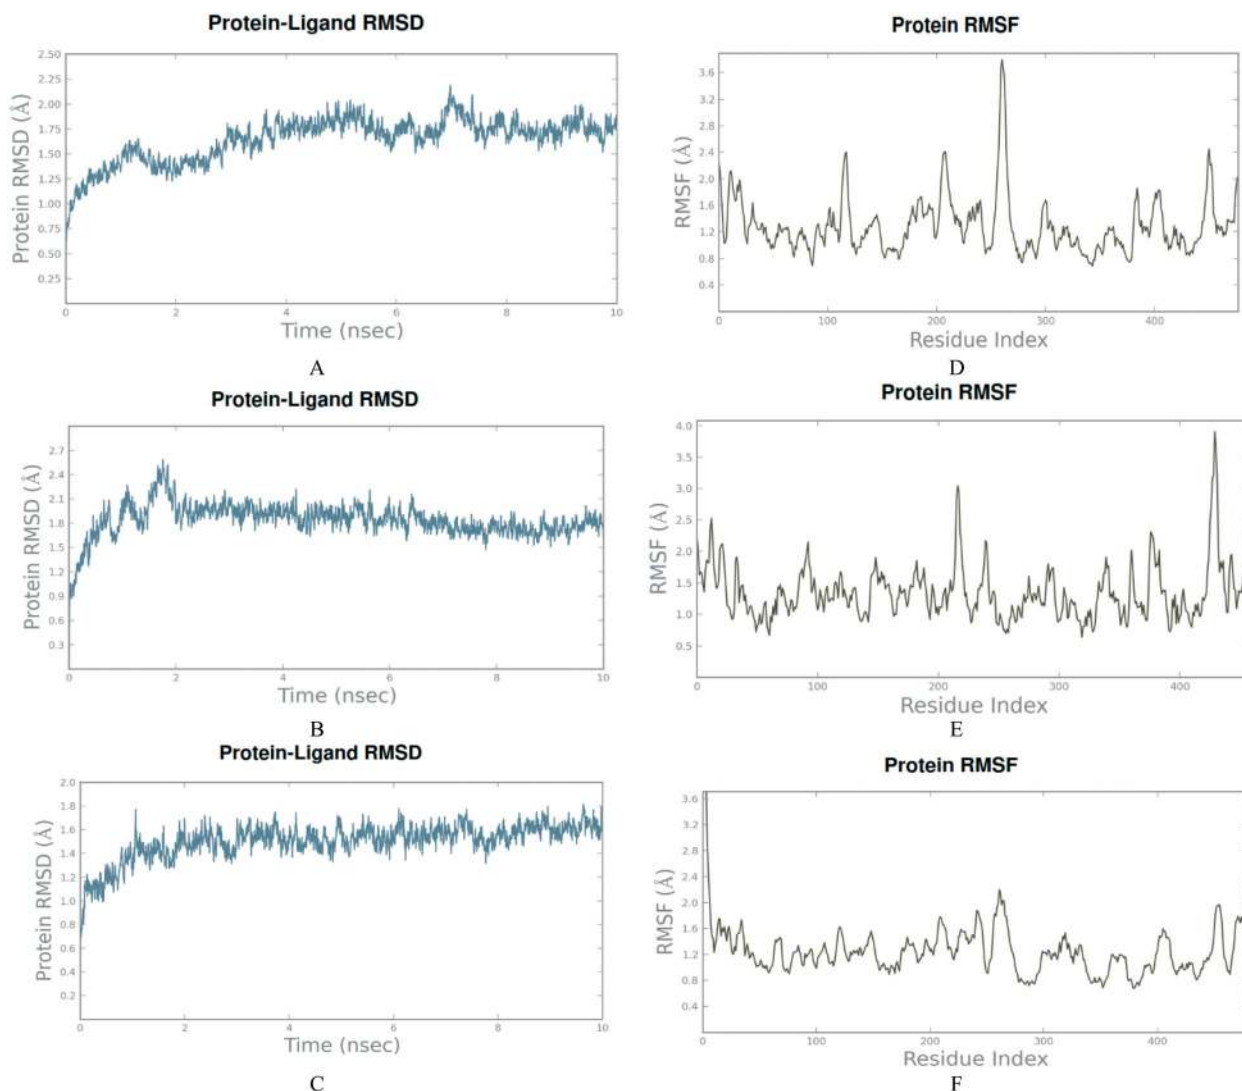 Protein-Ligand RMSD
2.50
2.25
2.00
1.75
1.50
1.25
1.00
0.75
0.50
0.25
Protein RMSD (Å)
0 2 4 6 8 10
Time (nsec)
A
Protein RMSF
3.6
3.2
2.8
2.4
2.0
1.6
1.2
0.8
0.4
RMSF (Å)
0 100 200 300 400
Residue Index
D
Protein-Ligand RMSD
2.7
2.4
2.1
1.8
1.5
1.2
0.9
0.6
0.3
Protein RMSD (Å)
0 2 4 6 8 10
Time (nsec)
B
Protein RMSF
4.0
3.5
3.0
2.5
2.0
1.5
1.0
0.5
RMSF (Å)
0 100 200 300 400
Residue Index
E
Protein-Ligand RMSD
2.0
1.8
1.6
1.4
1.2
1.0
0.8
0.6
0.4
0.2
Protein RMSD (Å)
0 2 4 6 8 10
Time (nsec)
C
Protein RMSF
3.6
3.2
2.8
2.4
2.0
1.6
1.2
0.8
0.4
RMSF (Å)
0 100 200 300 400
Residue Index
F